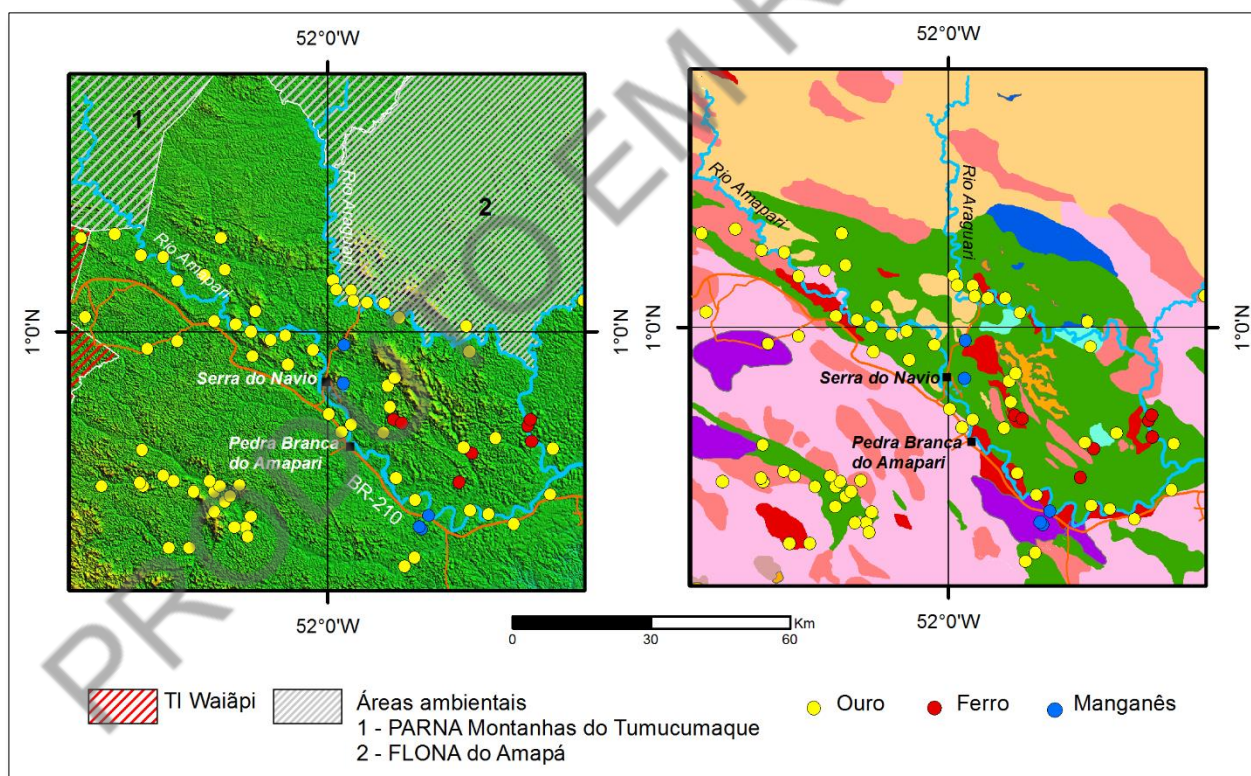 52°0'W
52°0'W
1°0'N
1°0'N
1°0'N
1
2
Rio Amapari
Rio Araguari
Serra do Navio
Pedra Branca
do Amapari
BR-210
Rio Amapari
Rio Araguari
Serra do Navio
Pedra Branca
do Amapari
52°0'W
52°0'W
0 30 60 Km
TI Waiãpi
Áreas ambientais
1 - PARNA Montanhas do Tumucumaque
2 - FLONA do Amapá
Ouro
Ferro
Manganês